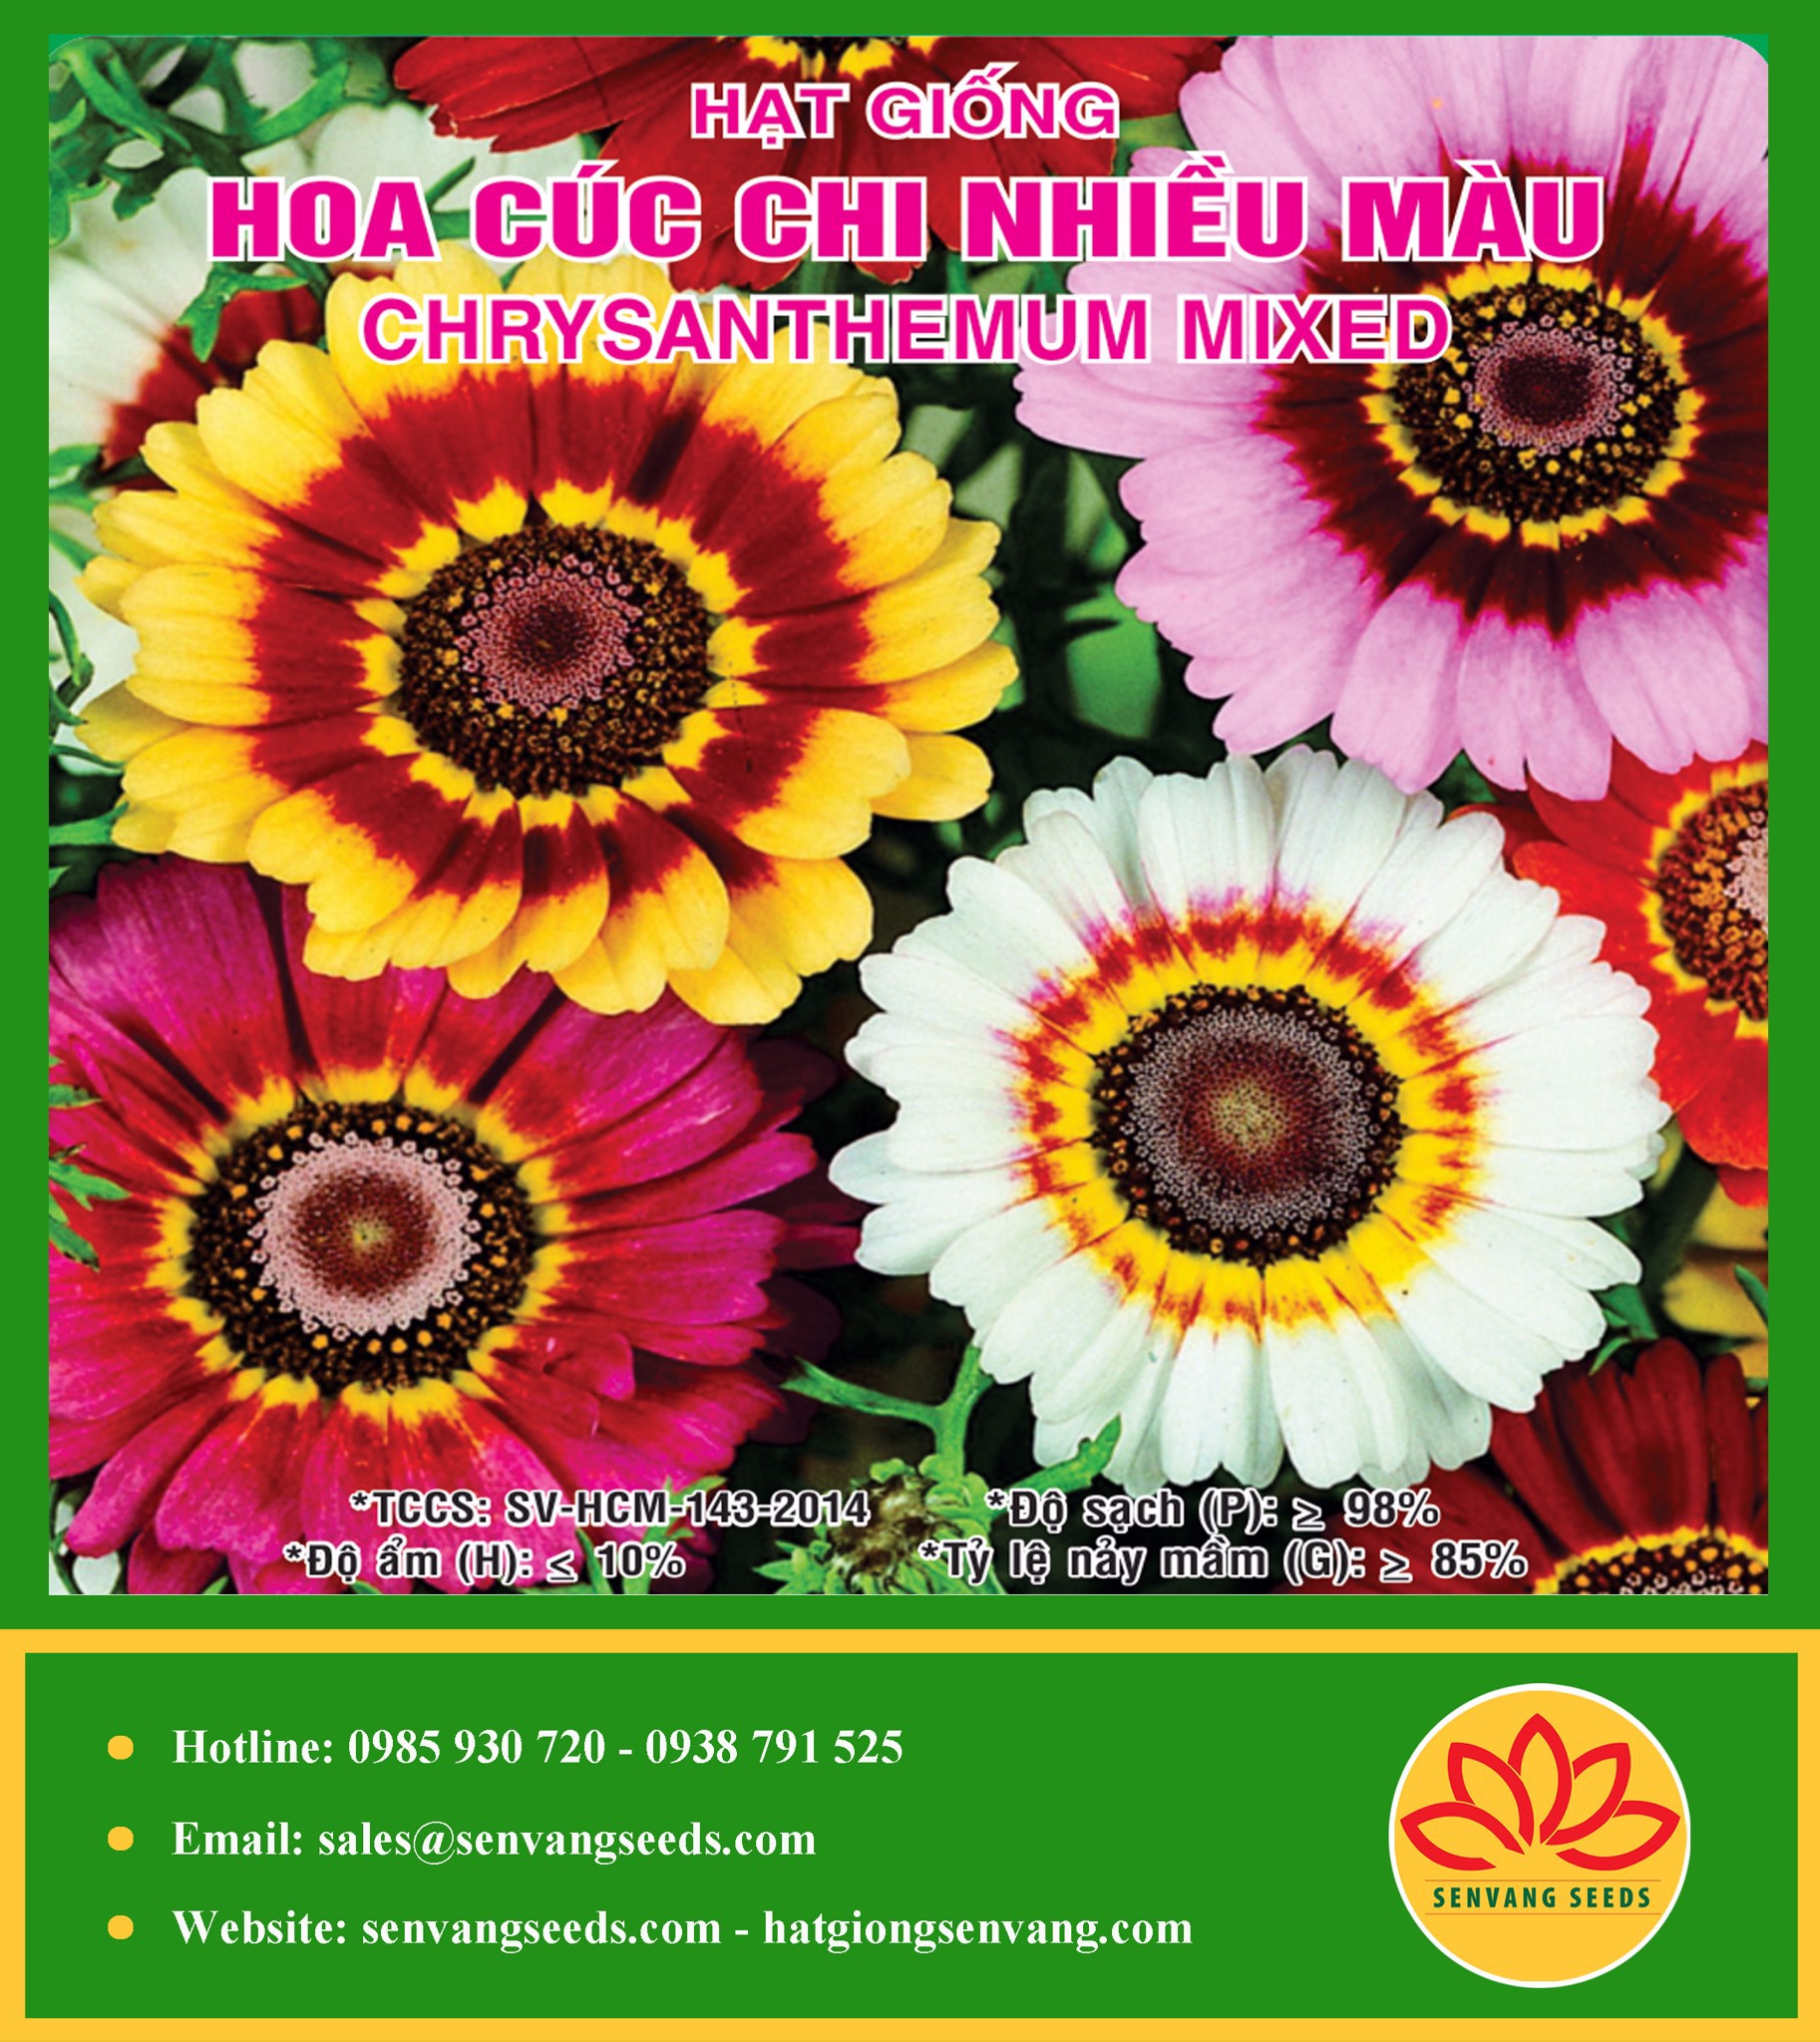 HẠT GIỐNG
HOA CÚC CHI NHIỀU MÀU
CHRYSANTHEMUM MIXED
*TCCS: SV-HCM-143-2014 *Độ sạch (P): ≥ 98%
*Độ ẩm (H): ≤ 10% *Tỷ lệ nảy mầm (G): ≥ 85%
Hotline: 0985 930 720 - 0938 791 525
Email: sales@senvangseeds.com
Website: senvangseeds.com - hatgiongsenvang.com
SENVANG SEEDS